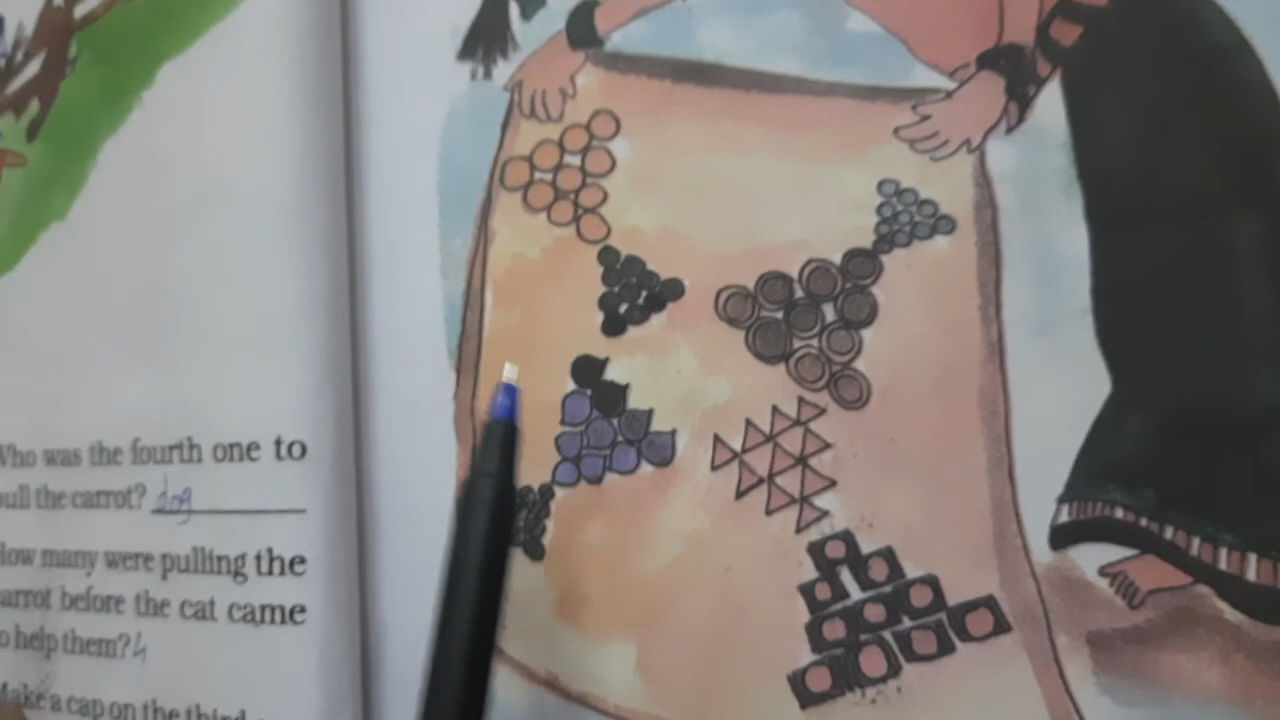 Who was the fourth one to
pull the carrot? dog
How many were pulling the
carrot before the cat came
to help them? 4
Make a cap on the third